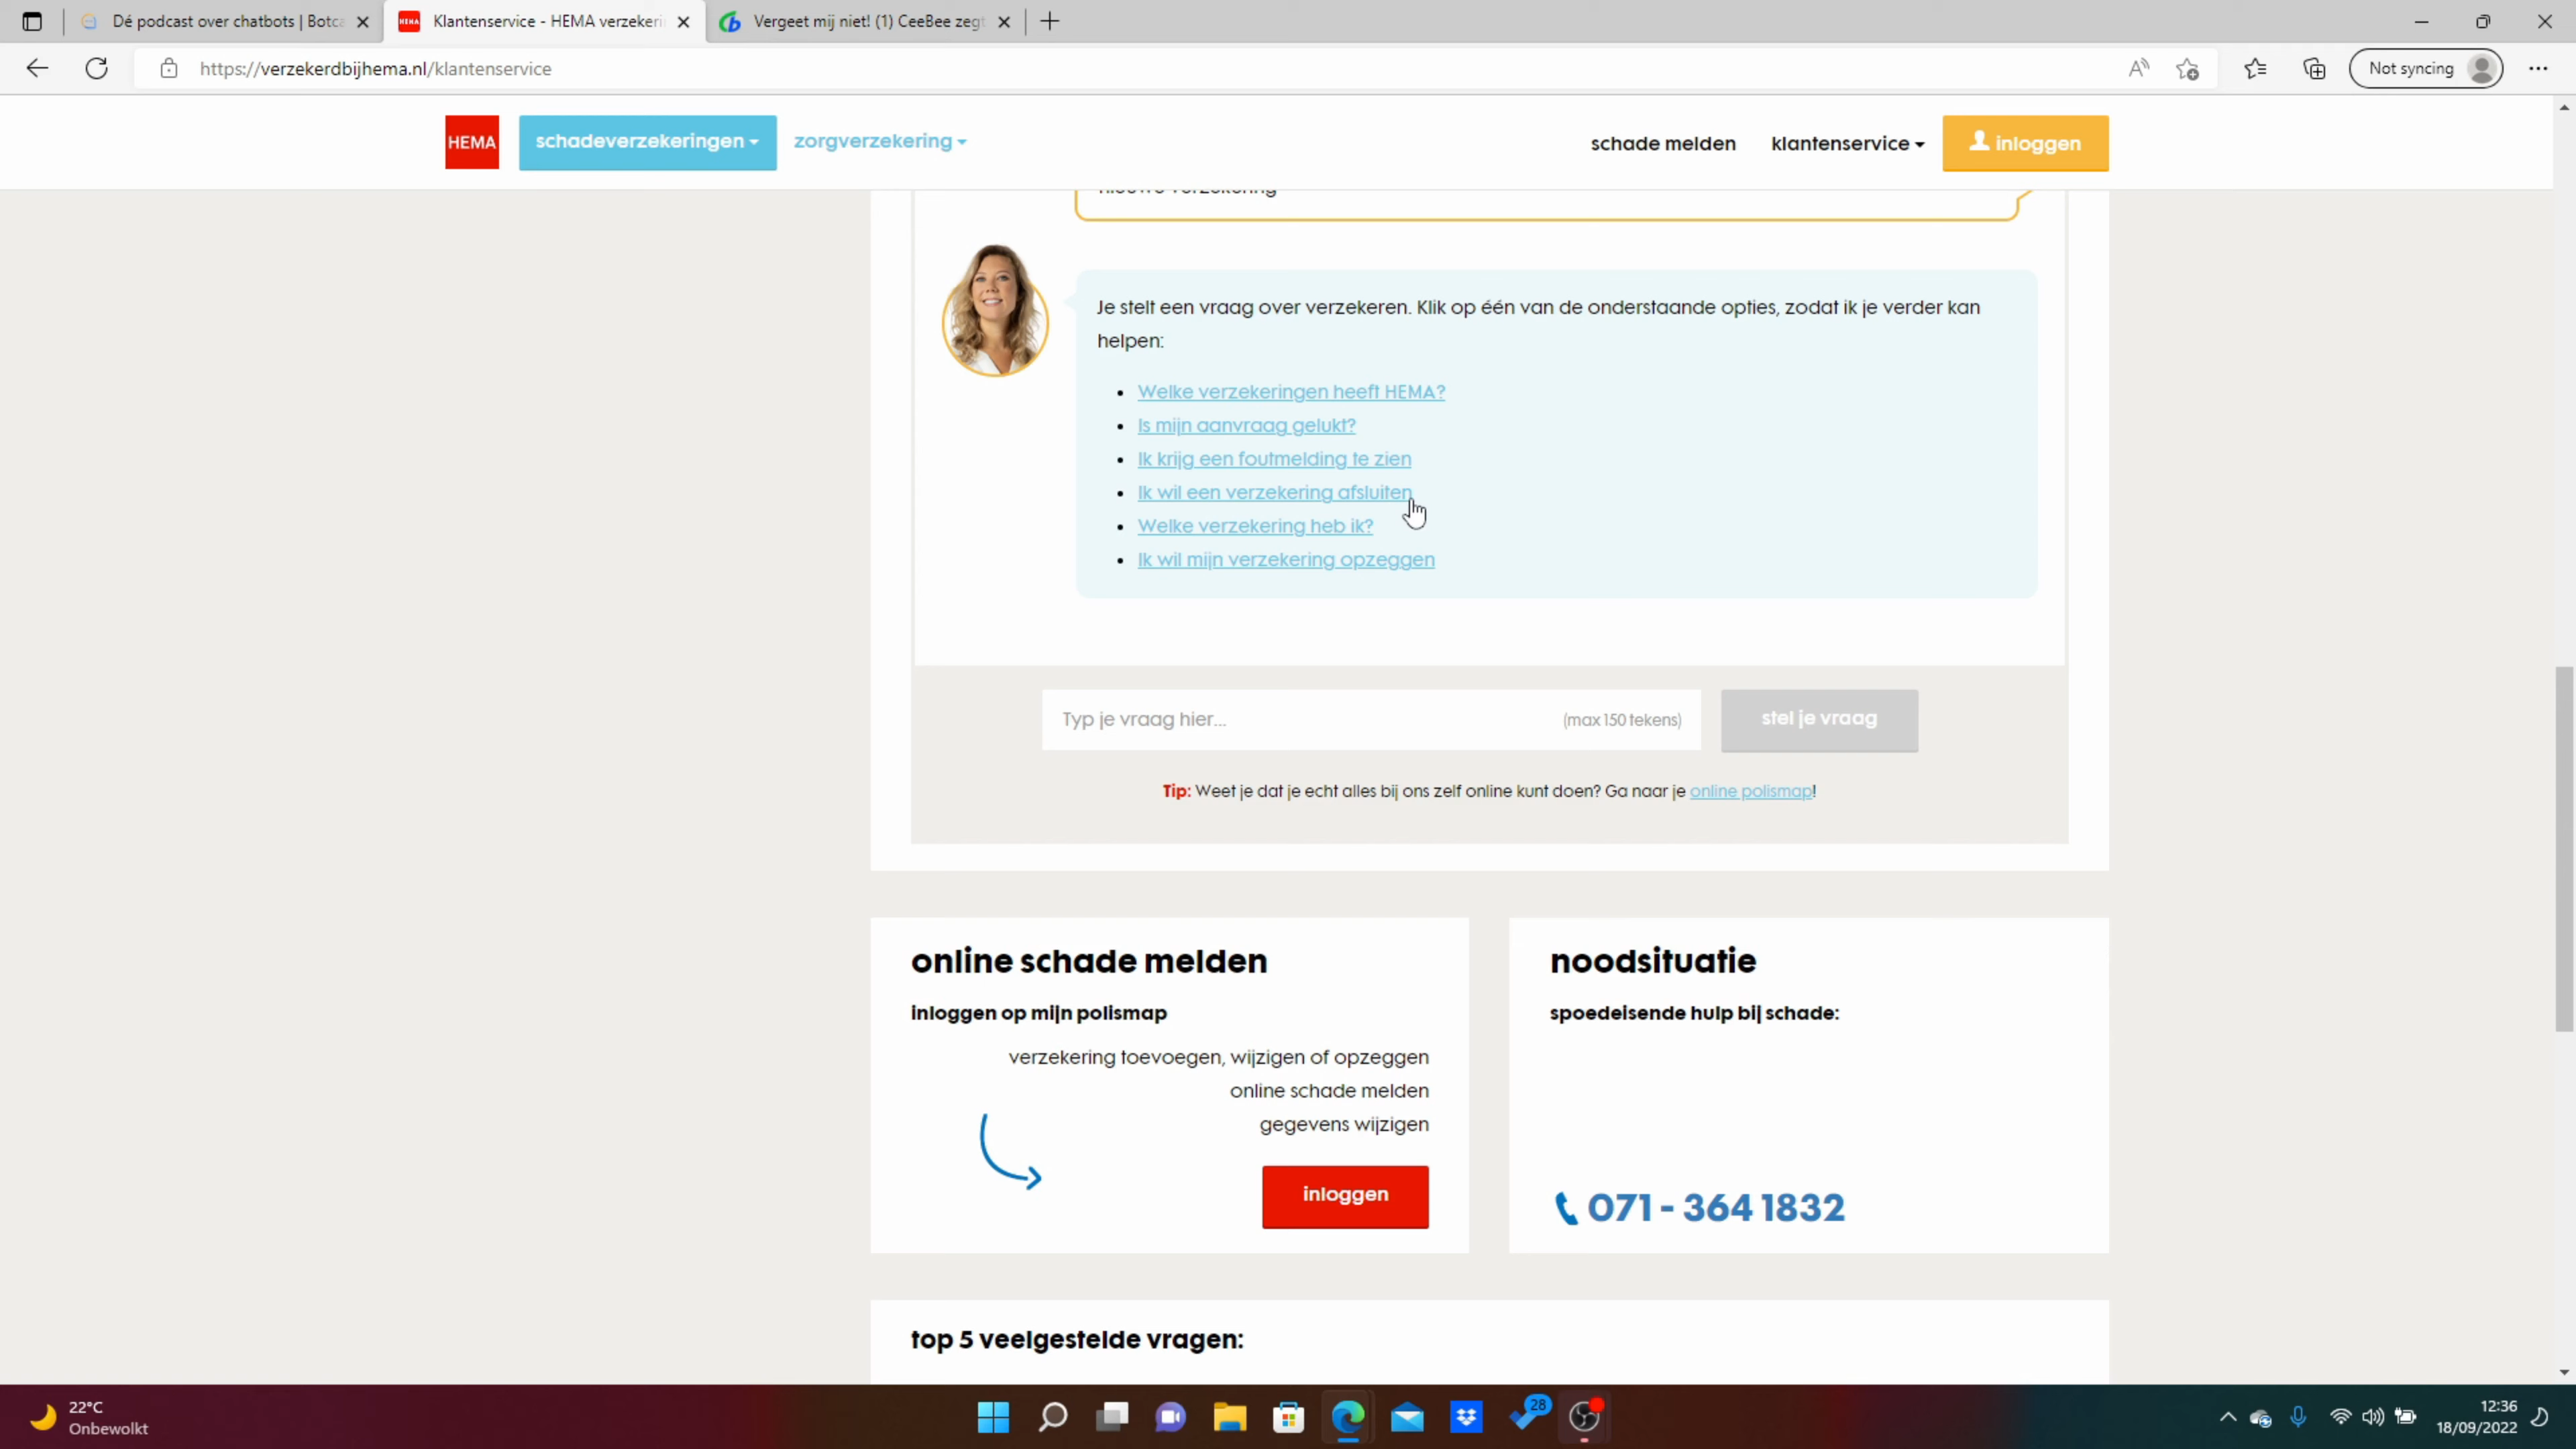 Dé podcast over chatbots | Botca
Klantenservice - HEMA verzekeri
Vergeet mij niet! (1) CeeBee zegt
https://verzekerdbijhema.nl/klantenservice
Not syncing
HEMA
schadeverzekeringen
zorgverzekering
schade melden
klantenservice
inloggen
nieuwe verzekering
Je stelt een vraag over verzekeren. Klik op één van de onderstaande opties, zodat ik je verder kan
helpen:
Welke verzekeringen heeft HEMA?
Is mijn aanvraag gelukt?
Ik krijg een foutmelding te zien
Ik wil een verzekering afsluiten
Welke verzekering heb ik?
Ik wil mijn verzekering opzeggen
Typ je vraag hier...
(max 150 tekens)
stel je vraag
Tip: Weet je dat je echt alles bij ons zelf online kunt doen? Ga naar je online polismap!
online schade melden
inloggen op mijn polismap
verzekering toevoegen, wijzigen of opzeggen
online schade melden
gegevens wijzigen
inloggen
noodsituatie
spoedeisende hulp bij schade:
071 - 364 1832
top 5 veelgestelde vragen:
22°C
Onbewolkt
28
12:36
18/09/2022